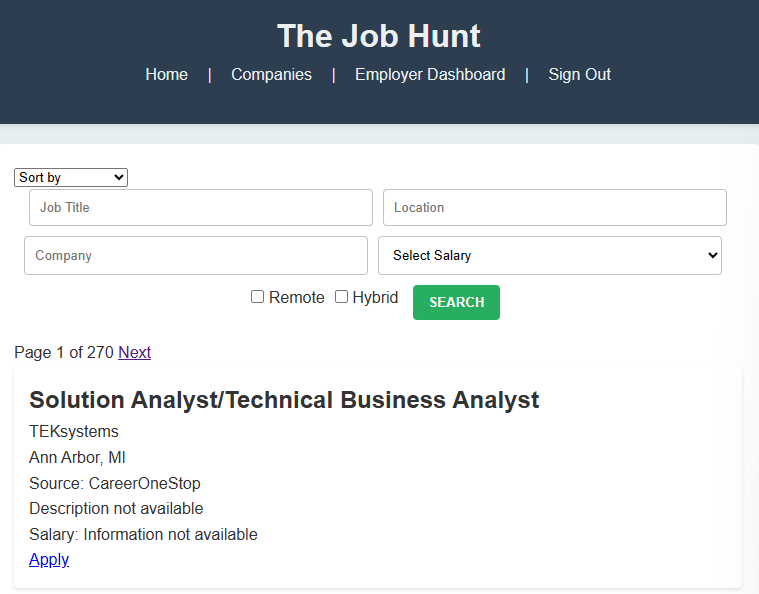 The Job Hunt
Home | Companies | Employer Dashboard | Sign Out
Sort by
Job Title Location
Company Select Salary
Remote Hybrid SEARCH
Page 1 of 270 Next
Solution Analyst/Technical Business Analyst
TEKsystems
Ann Arbor, MI
Source: CareerOneStop
Description not available
Salary: Information not available
Apply